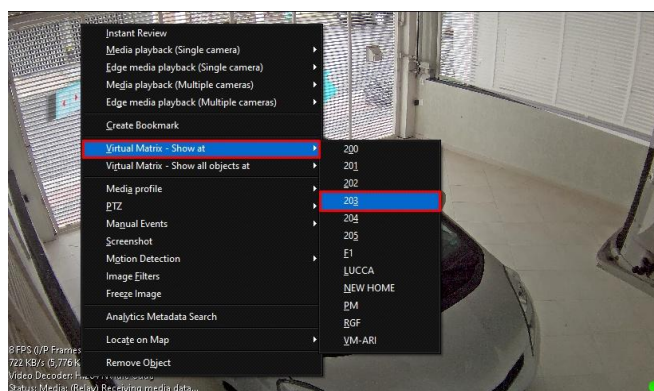 Instant Review
Media playback (Single camera)
Edge media playback (Single camera)
Media playback (Multiple cameras)
Edge media playback (Multiple cameras)
Create Bookmark
Virtual Matrix - Show at
Virtual Matrix - Show all objects at
Media profile
PTZ
Manual Events
Screenshot
Motion Detection
Image Filters
Freeze Image
Analytics Metadata Search
Locate on Map
Remove Object
200
201
202
203
204
205
F1
LUCCA
NEW HOME
PM
RGF
VM-ARI
8 FPS (I/P Frames
722 KB/s (5,776 K
Video Decoder:
Status: Media: (Relay) Receiving media data...